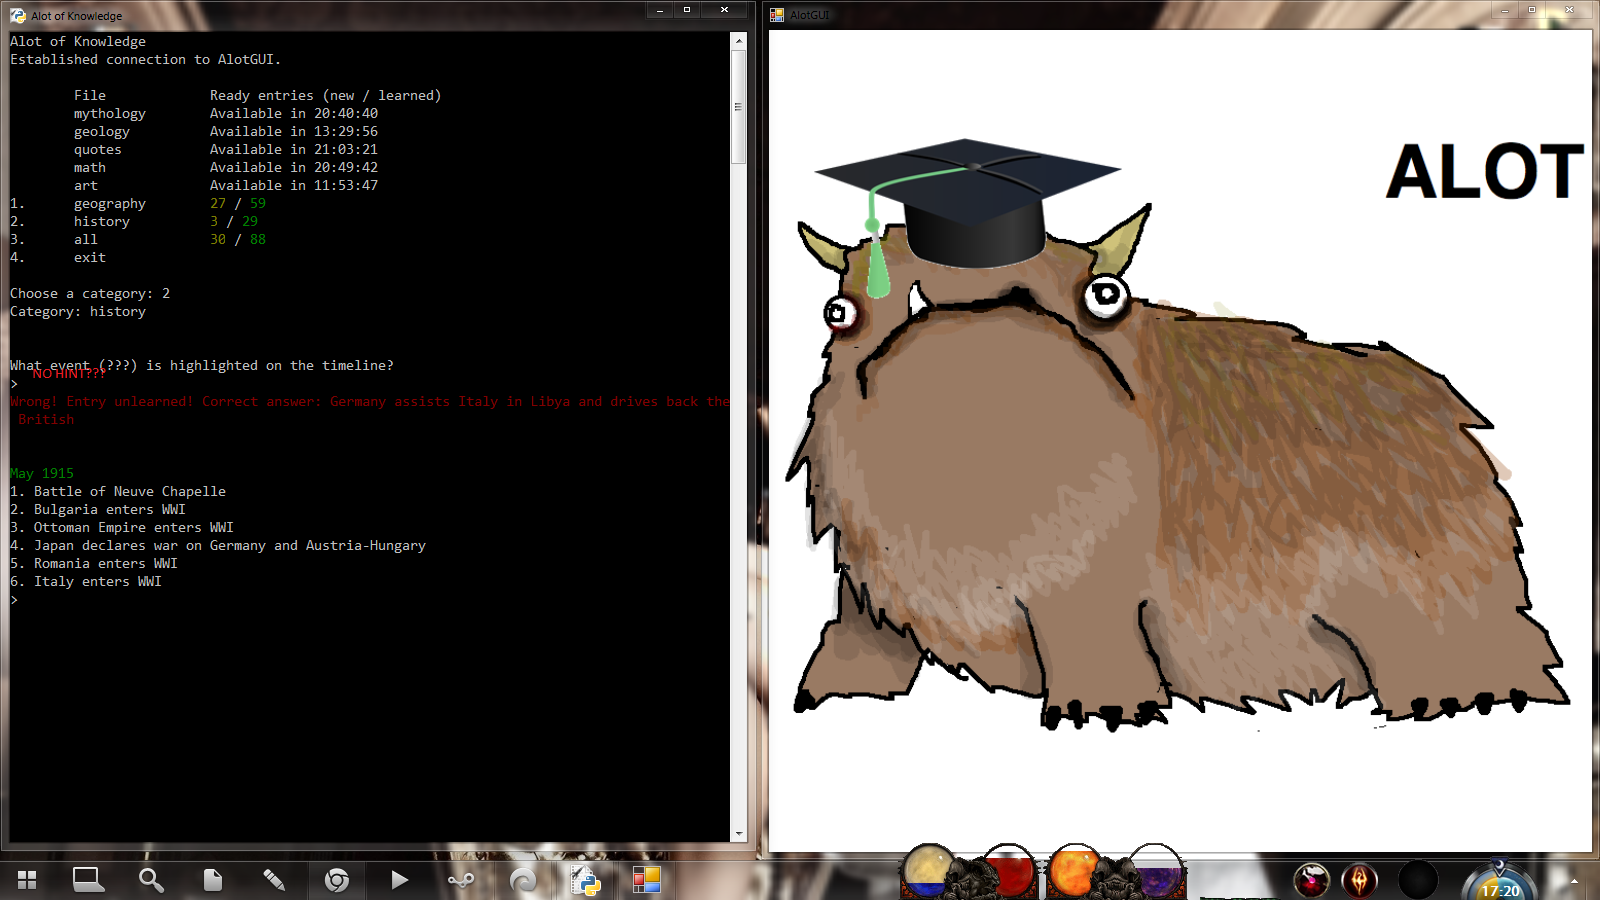 Alot of Knowledge
Alot of Knowledge
Established connection to AlotGUI.
File Ready entries (new / learned)
mythology Available in 20:40:40
geology Available in 13:29:56
quotes Available in 21:03:21
math Available in 20:49:42
art Available in 11:53:47
1. geography 27 / 59
2. history 3 / 29
3. all 30 / 88
4. exit
Choose a category: 2
Category: history
What event (???) is highlighted on the timeline?
NO HINT???
>
Wrong! Entry unlearned! Correct answer: Germany assists Italy in Libya and drives back the
British
May 1915
1. Battle of Neuve Chapelle
2. Bulgaria enters WWI
3. Ottoman Empire enters WWI
4. Japan declares war on Germany and Austria-Hungary
5. Romania enters WWI
6. Italy enters WWI
>
AlotGUI
ALOT
17:20